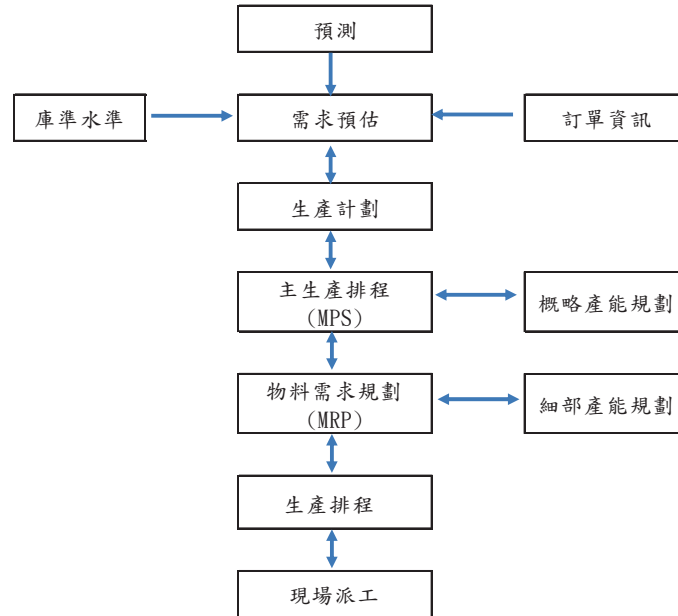 預測
庫準水準
需求預估
訂單資訊
生產計劃
主生產排程
(MPS)
概略產能規劃
物料需求規劃
(MRP)
細部產能規劃
生產排程
現場派工